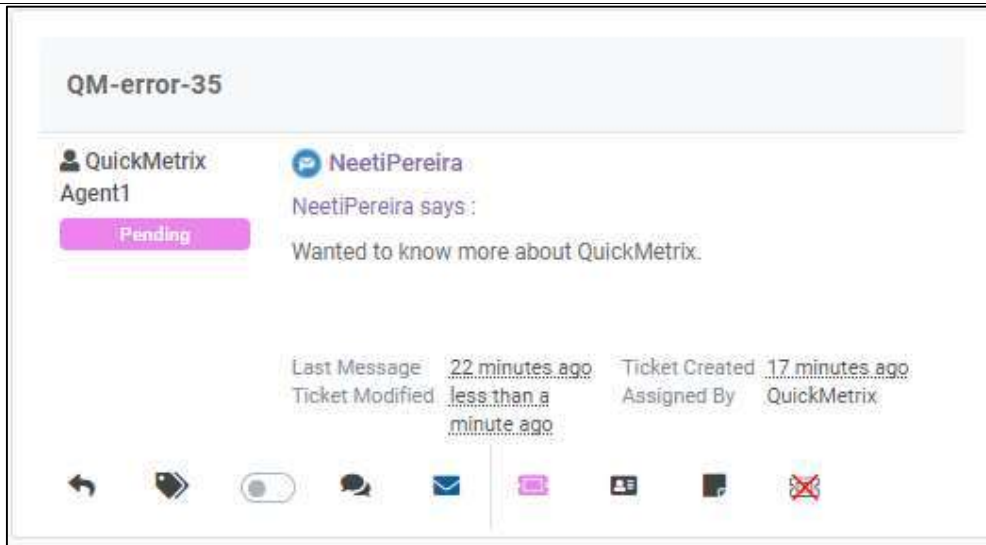 QM-error-35
QuickMetrix
Agent1
Pending
NeetiPereira
NeetiPereira says :
Wanted to know more about QuickMetrix.
Last Message 22 minutes ago Ticket Created 17 minutes ago
Ticket Modified less than a Assigned By QuickMetrix
minute ago